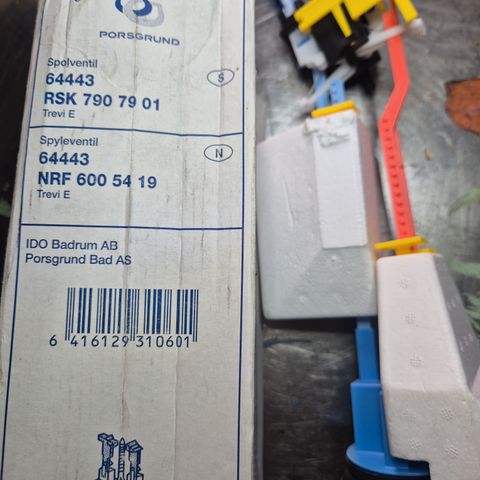 PORSGRUND
Spolventil
64443
RSK 790 79 01
Trevi E
S
Spyleventil
64443
NRF 600 54 19
Trevi E
N
IDO Badrum AB
Porsgrund Bad AS
6 416129 310601